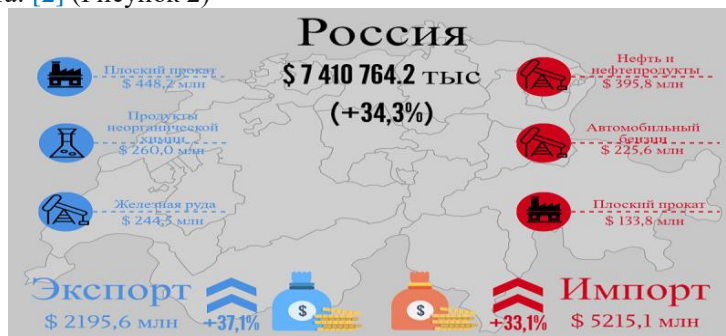 [2] (Рисунок 2)
Россия
$ 7 410 764.2 тыс
(+34,3%)
Плоский прокат
$ 448,2 млн
Продукты
неорганической
химии
$ 260,0 млн
Железная руда
$ 244,5 млн
Нефть и
нефтепродукты
$ 395,8 млн
Автомобильный
бензин
$ 225,6 млн
Плоский прокат
$ 133,8 млн
Экспорт
$ 2195,6 млн
+37,1%
$
$
+33,1%
Импорт
$ 5215,1 млн